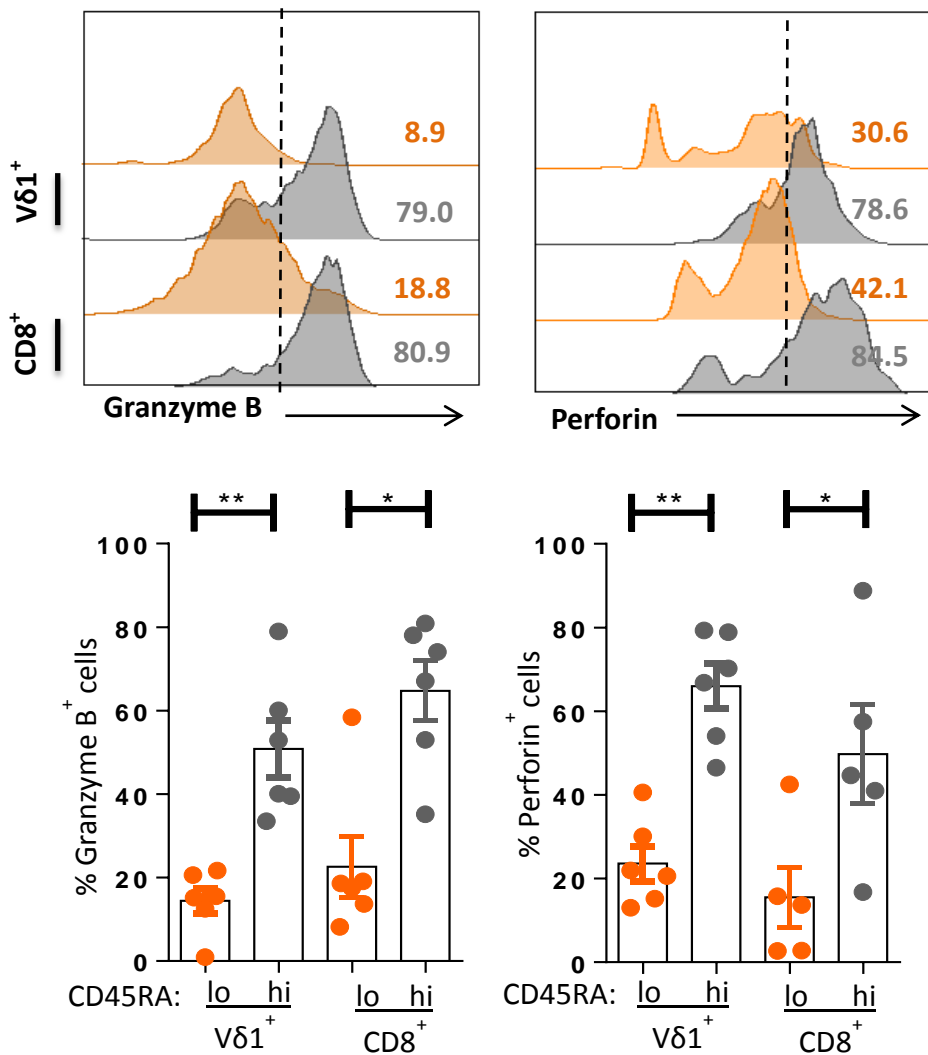 Vδ1⁺
CD8⁺
8.9
79.0
18.8
80.9
Granzyme B
30.6
78.6
42.1
84.5
Perforin
** *
% Granzyme B⁺ cells
100
80
60
40
20
0
CD45RA: lo hi lo hi
Vδ1⁺ CD8⁺
** *
% Perforin⁺ cells
100
80
60
40
20
0
lo hi lo hi
Vδ1⁺ CD8⁺